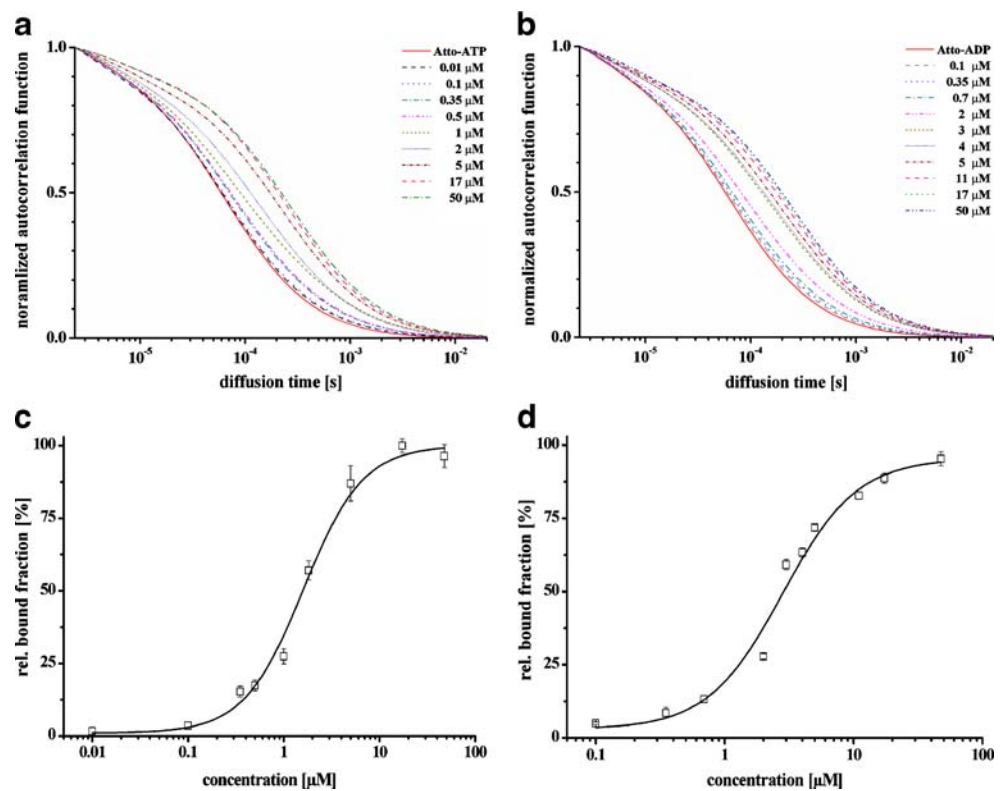 a
noramlized autocorrelation function
1.0
0.5
0.0
10-5
10-4
10-3
10-2
diffusion time [s]
Atto-ATP
0.01 µM
0.1 µM
0.35 µM
0.5 µM
1 µM
2 µM
5 µM
17 µM
50 µM
b
normalized autocorrelation function
1.0
0.5
0.0
10-5
10-4
10-3
10-2
diffusion time [s]
Atto-ADP
0.1 µM
0.35 µM
0.7 µM
2 µM
3 µM
4 µM
5 µM
11 µM
17 µM
50 µM
c
rel. bound fraction [%]
100
75
50
25
0
0.01
0.1
1
10
100
concentration [µM]
d
rel. bound fraction [%]
100
75
50
25
0
0.1
1
10
100
concentration [µM]